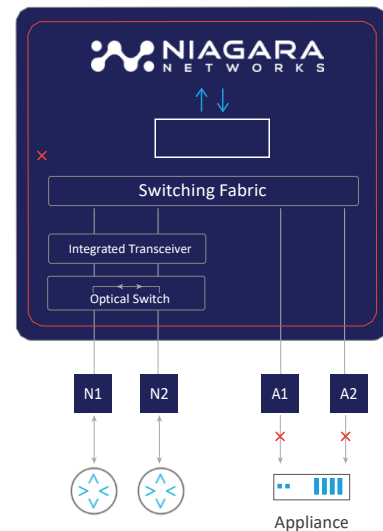 NIAGARA
NETWORKS
Switching Fabric
Integrated Transceiver
Optical Switch
N1 N2 A1 A2
Appliance